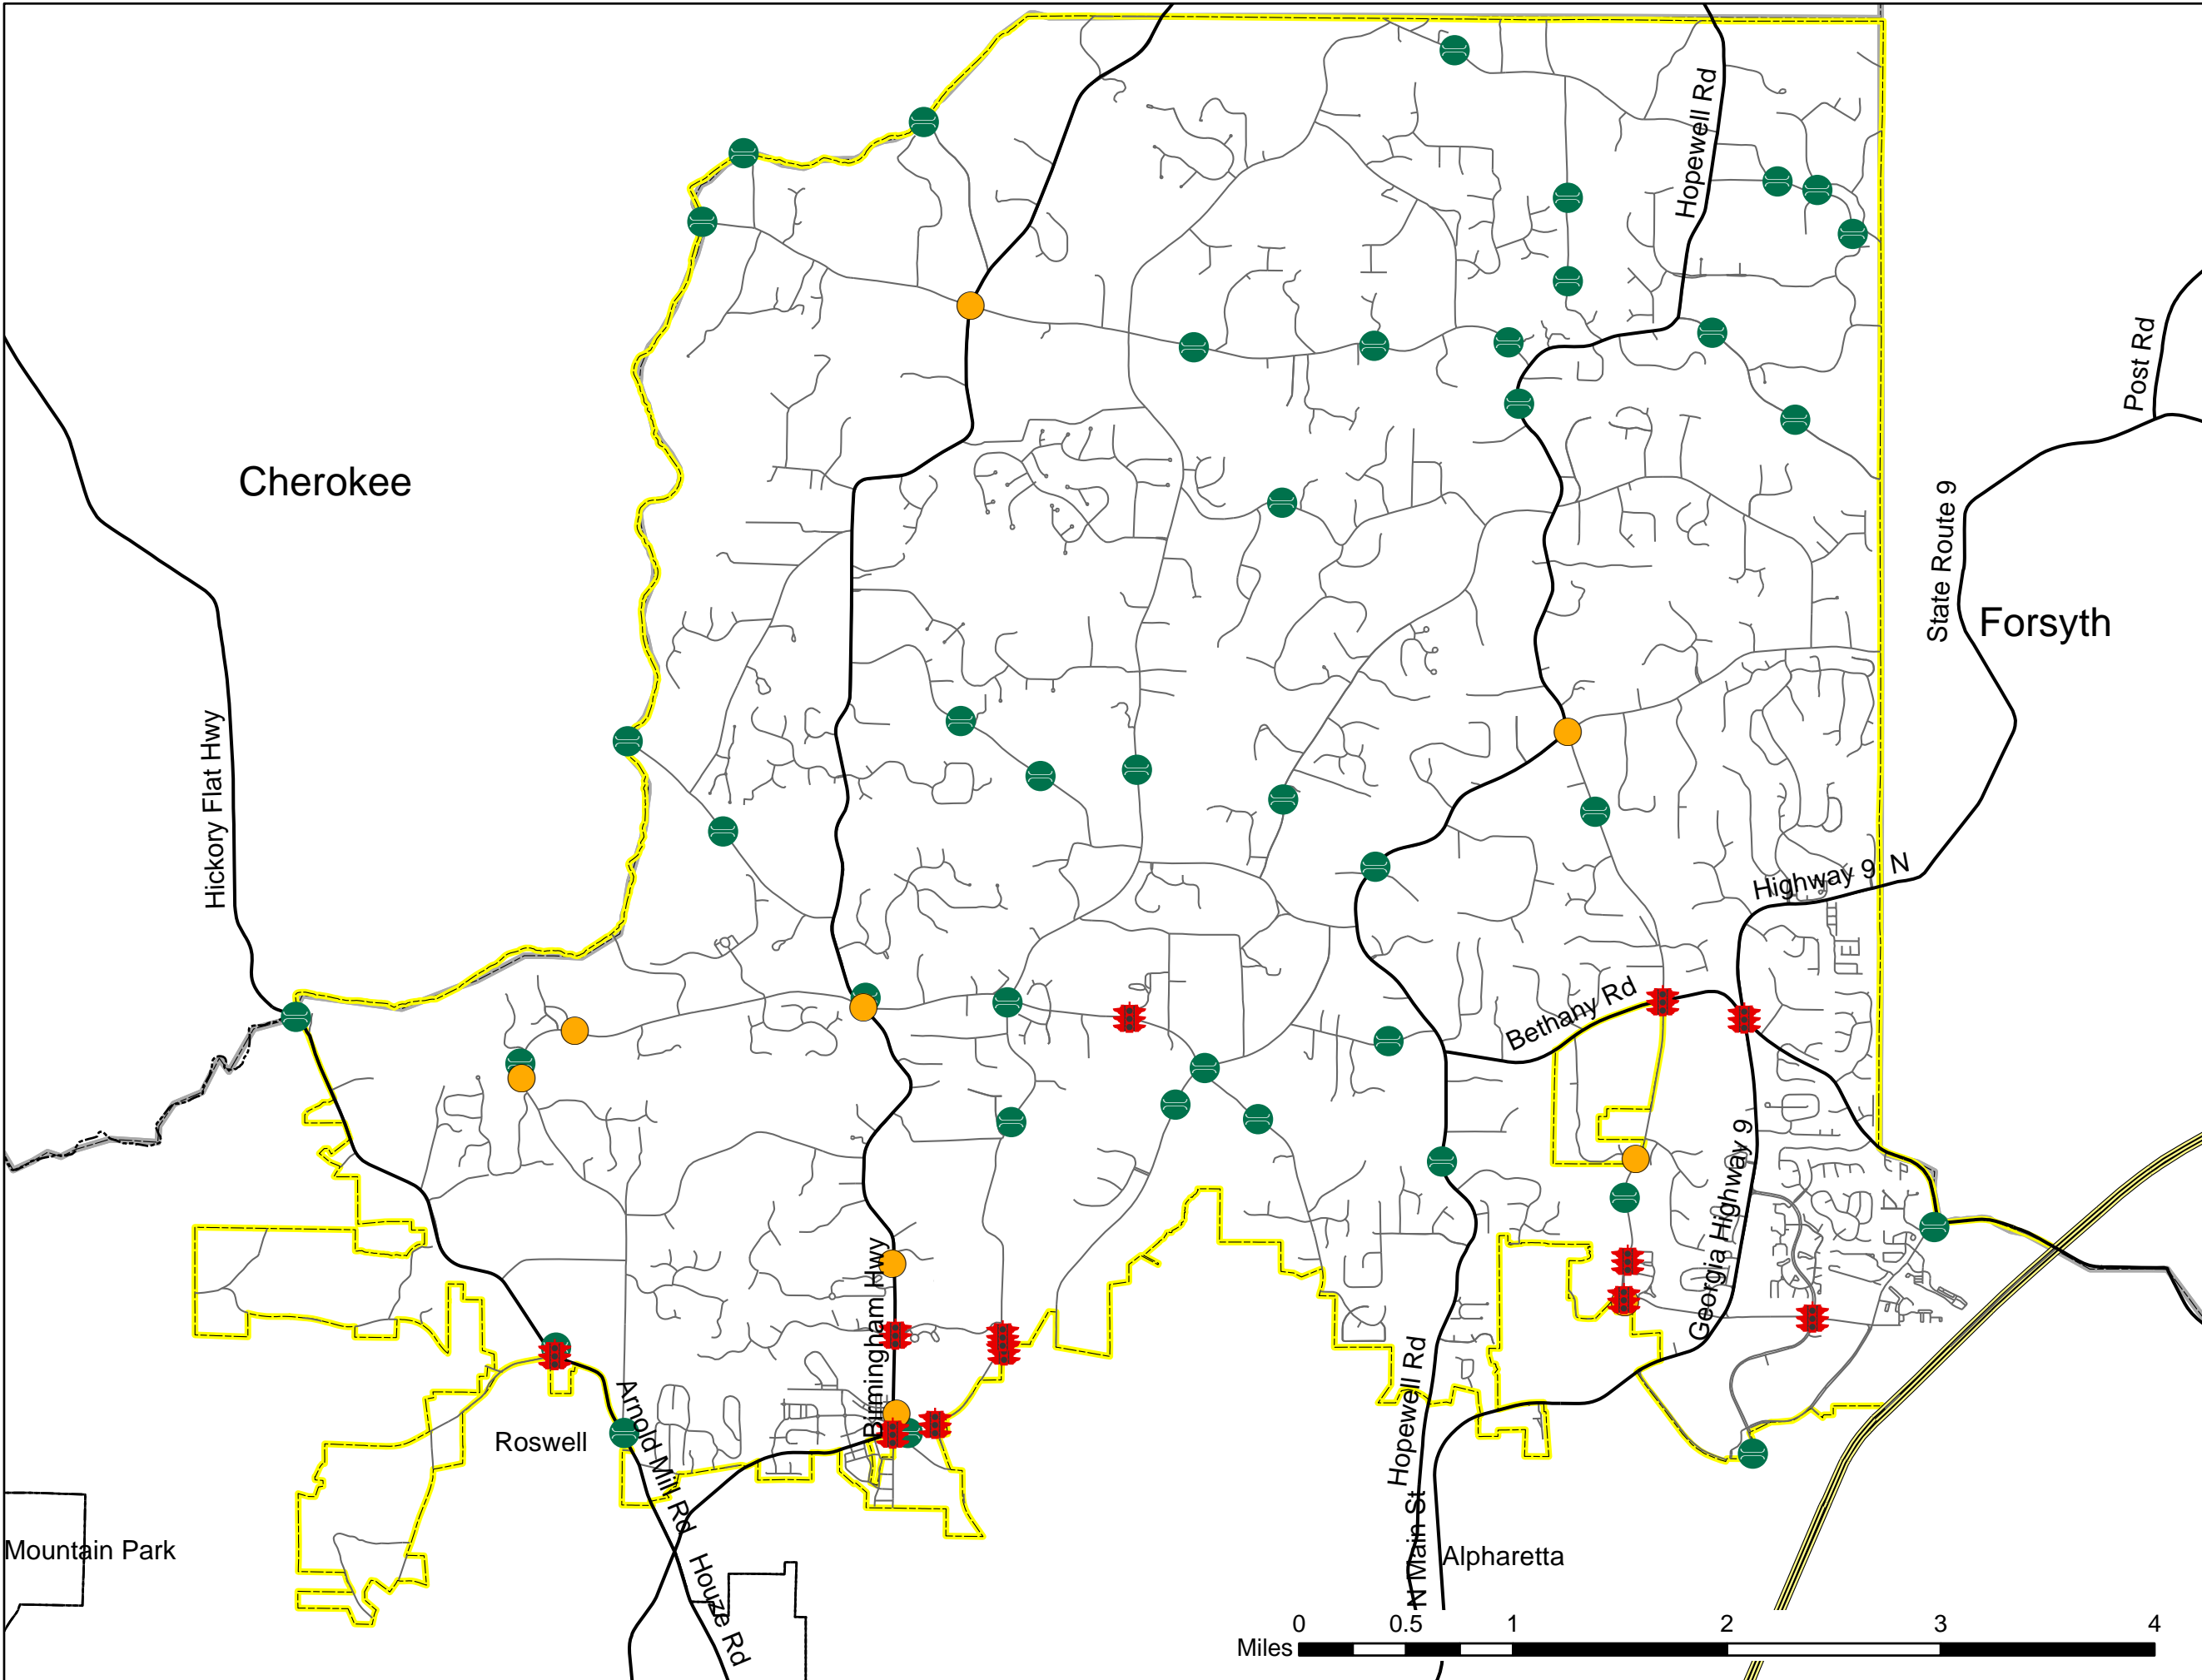 Hopewell Rd
Post Rd
Cherokee
State Route 9
Forsyth
Hickory Flat Hwy
Highway 9 N
Bethany Rd
Georgia Highway 9
Birmingham Hwy
Hopewell Rd
Arnold Mill Rd
Roswell
N Main St
Mountain Park
Alpharetta
Houze Rd
0 0.5 1 2 3 4
Miles